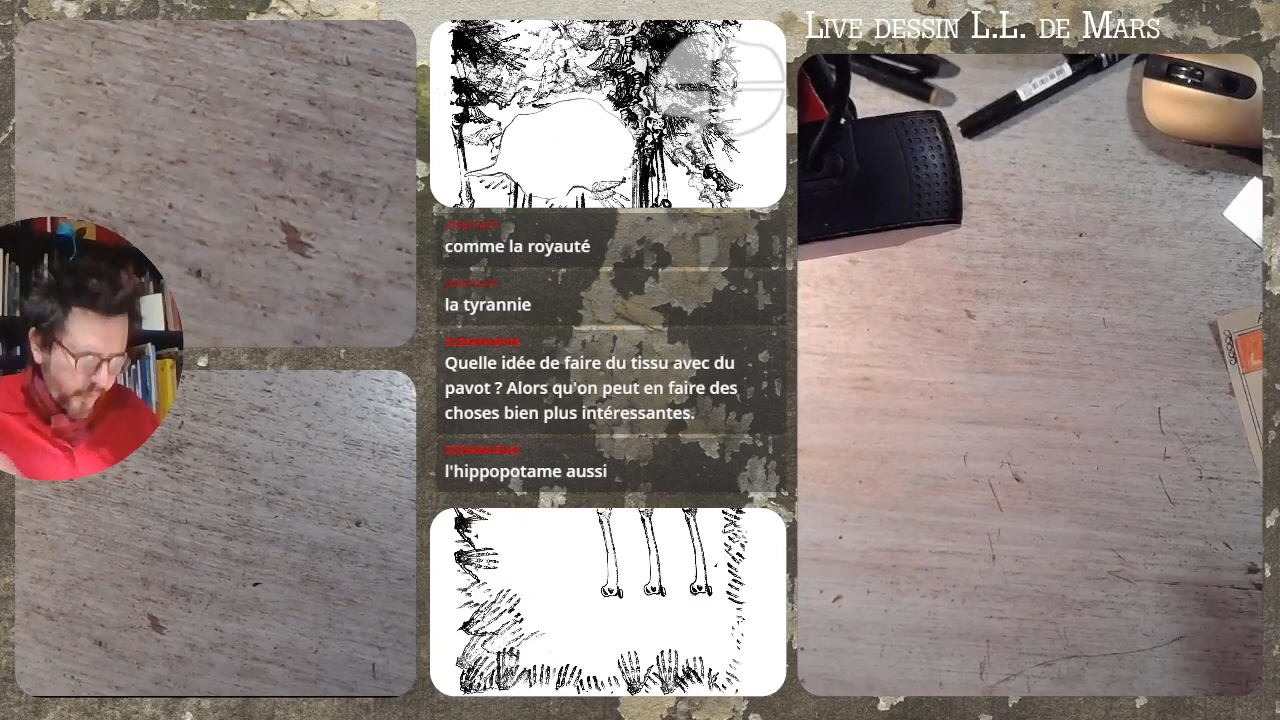 Live dessin L.L. de Mars
comme la royauté
la tyrannie
Quelle idée de faire du tissu avec du
pavot ? Alors qu'on peut en faire des
choses bien plus intéressantes.
l'hippopotame aussi